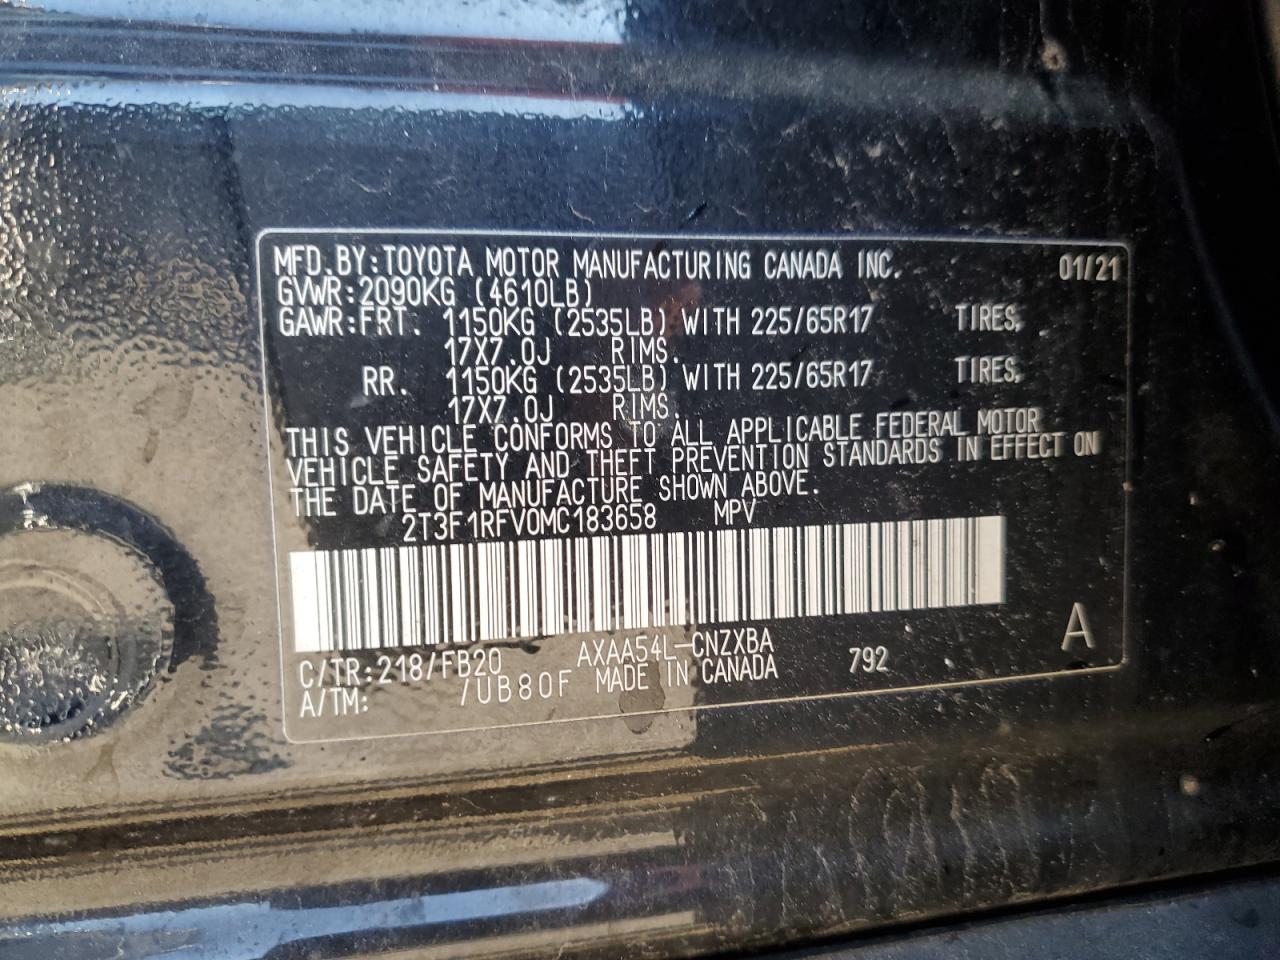 MFD.BY:TOYOTA MOTOR MANUFACTURING CANADA INC. 01/21
GVWR:2090KG (4610LB)
GAWR:FRT. 1150KG (2535LB) WITH 225/65R17 TIRES,
17X7.0J RIMS.
RR. 1150KG (2535LB) WITH 225/65R17 TIRES,
17X7.0J RIMS.
THIS VEHICLE CONFORMS TO ALL APPLICABLE FEDERAL MOTOR
VEHICLE SAFETY AND THEFT PREVENTION STANDARDS IN EFFECT ON
THE DATE OF MANUFACTURE SHOWN ABOVE.
2T3F1RFV0MC183658 MPV
C/TR:218/FB20 AXAA54L-CNZXBA 792 A
A/TM: /UB80F MADE IN CANADA